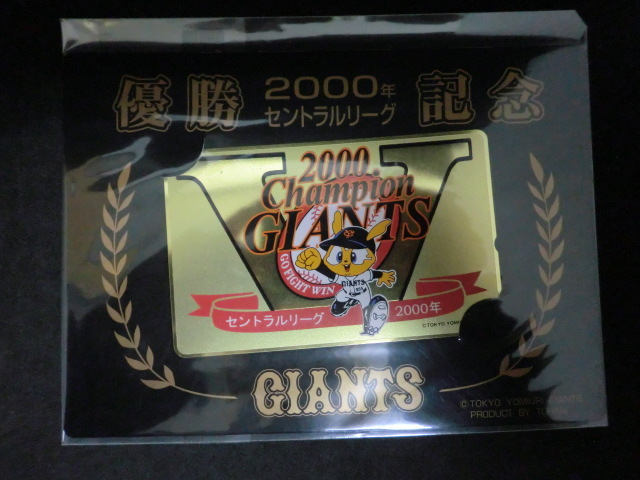 優勝 2000年 記念
セントラルリーグ
2000
Champion
GIANTS
GO FIGHT WIN
GIANTS
セントラルリーグ 2000年
© TOKYO YOMIURI
GIANTS
© TOKYO YOMIURI GIANTS
PRODUCT BY